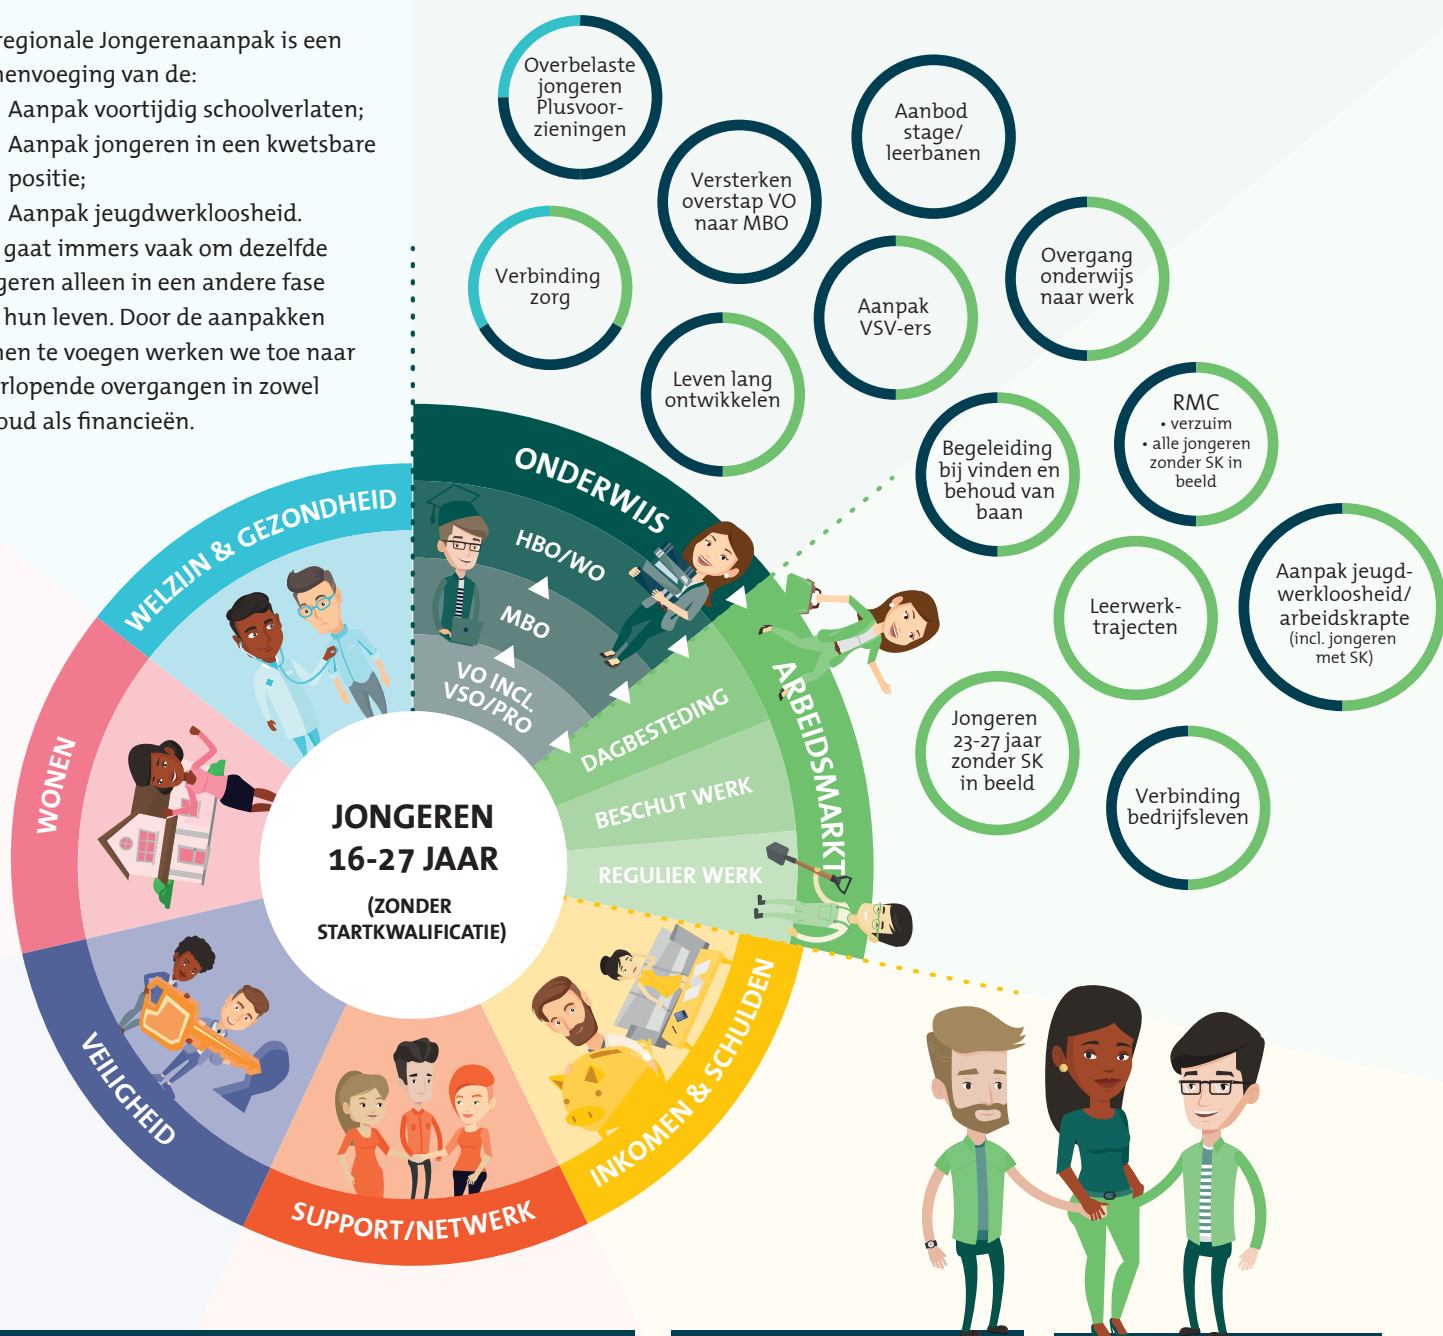 regionale Jongerenaanpak is een
van de:
Aanpak voortijdig schoolverlaten;
Aanpak jongeren in een kwetsbare
positie;
Aanpak jeugdwerkloosheid.
gaat immers vaak om dezelfde
alleen in een andere fase
hun leven. Door de aanpakken
te voegen werken we toe naar
overgangen in zowel
als financieën.
Overbelaste
jongeren
Plusvoor-
zieningen
Aanbod
stage/
leerbanen
Versterken
overstap VO
naar MBO
Verbinding
zorg
Overgang
onderwijs
naar werk
Aanpak
VSV-ers
Leven lang
ontwikkelen
RMC
• verzuim
• alle jongeren
zonder SK in
beeld
Begeleiding
bij vinden en
behoud van
baan
Aanpak jeugd-
werkloosheid/
arbeidskrapte
(incl. jongeren
met SK)
Leerwerk-
trajecten
Jongeren
23-27 jaar
zonder SK
in beeld
Verbinding
bedrijfsleven
ONDERWIJS
HBO/WO
MBO
VO INCL.
VSO/PRO
ARBEIDSMARKT
DAGBESTEDING
BESCHUT WERK
REGULIER WERK
INKOMEN & SCHULDEN
SUPPORT/NETWERK
VEILIGHEID
WONEN
WELZIJN & GEZONDHEID
JONGEREN
16-27 JAAR
(ZONDER
STARTKWALIFICATIE)